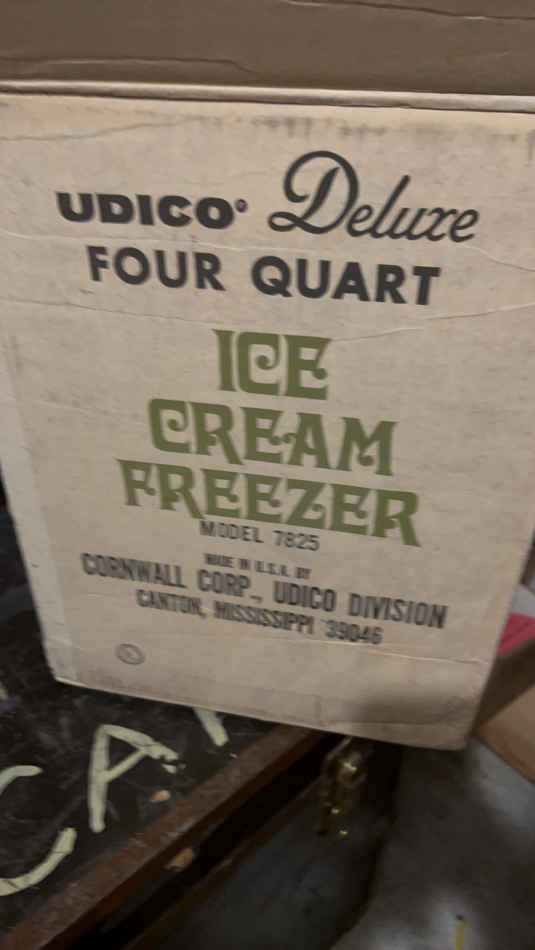 UDICO® Deluxe
FOUR QUART
ICE
CREAM
FREEZER
MODEL 7825
MADE IN U.S.A. BY
CORNWALL CORP., UDICO DIVISION
CANTON, MISSISSIPPI 39046
CA